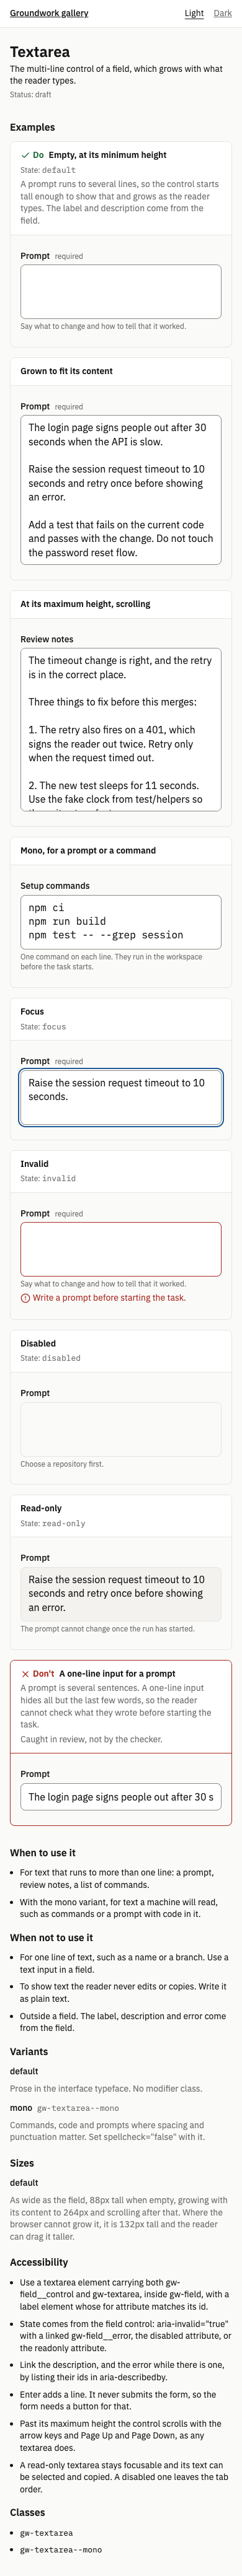 Groundwork gallery
Light Dark
Textarea
The multi-line control of a field, which grows with what
the reader types.
Status: draft
Examples
Do Empty, at its minimum height
State: default
A prompt runs to several lines, so the control starts
tall enough to show that and grows as the reader
types. The label and description come from the
field.
Prompt required
Say what to change and how to tell that it worked.
Grown to fit its content
Prompt required
The login page signs people out after 30
seconds when the API is slow.
Raise the session request timeout to 10
seconds and retry once before showing
an error.
Add a test that fails on the current code
and passes with the change. Do not touch
the password reset flow.
At its maximum height, scrolling
Review notes
The timeout change is right, and the retry
is in the correct place.
Three things to fix before this merges:
1. The retry also fires on a 401, which
signs the reader out twice. Retry only
when the request timed out.
2. The new test sleeps for 11 seconds.
Use the fake clock from test/helpers so
Mono, for a prompt or a command
Setup commands
npm ci
npm run build
npm test -- --grep session
One command on each line. They run in the workspace
before the task starts.
Focus
State: focus
Prompt required
Raise the session request timeout to 10
seconds.
Invalid
State: invalid
Prompt required
Say what to change and how to tell that it worked.
Write a prompt before starting the task.
Disabled
State: disabled
Prompt
Choose a repository first.
Read-only
State: read-only
Prompt
Raise the session request timeout to 10
seconds and retry once before showing
an error.
The prompt cannot change once the run has started.
Don't A one-line input for a prompt
A prompt is several sentences. A one-line input
hides all but the last few words, so the reader
cannot check what they wrote before starting the
task.
Caught in review, not by the checker.
Prompt
The login page signs people out after 30 s
When to use it
For text that runs to more than one line: a prompt,
review notes, a list of commands.
With the mono variant, for text a machine will read,
such as commands or a prompt with code in it.
When not to use it
For one line of text, such as a name or a branch. Use a
text input in a field.
To show text the reader never edits or copies. Write it
as plain text.
Outside a field. The label, description and error come
from the field.
Variants
default
Prose in the interface typeface. No modifier class.
mono gw-textarea--mono
Commands, code and prompts where spacing and
punctuation matter. Set spellcheck="false" with it.
Sizes
default
As wide as the field, 88px tall when empty, growing with
its content to 264px and scrolling after that. Where the
browser cannot grow it, it is 132px tall and the reader
can drag it taller.
Accessibility
Use a textarea element carrying both gw-
field__control and gw-textarea, inside gw-field, with a
label element whose for attribute matches its id.
State comes from the field control: aria-invalid="true"
with a linked gw-field__error, the disabled attribute, or
the readonly attribute.
Link the description, and the error while there is one,
by listing their ids in aria-describedby.
Enter adds a line. It never submits the form, so the
form needs a button for that.
Past its maximum height the control scrolls with the
arrow keys and Page Up and Page Down, as any
textarea does.
A read-only textarea stays focusable and its text can
be selected and copied. A disabled one leaves the tab
order.
Classes
gw-textarea
gw-textarea--mono